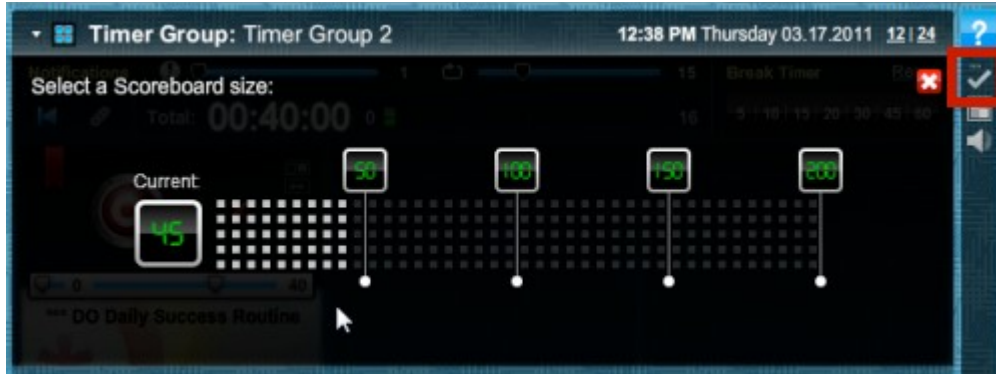 Timer Group: Timer Group 2
12:38 PM Thursday 03.17.2011 12 | 24
?
Notifications 1 15 Break Timer
Select a Scoreboard size:
Total: 00:40:00 0 16 5 10 15 20 30 45 60
50 100 150 200
Current:
45
0 40
*** DO Daily Success Routine